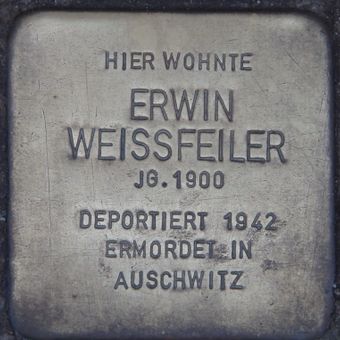 HIER WOHNTE
ERWIN
WEISSFEILER
JG. 1900
DEPORTIERT 1942
ERMORDET IN
AUSCHWITZ